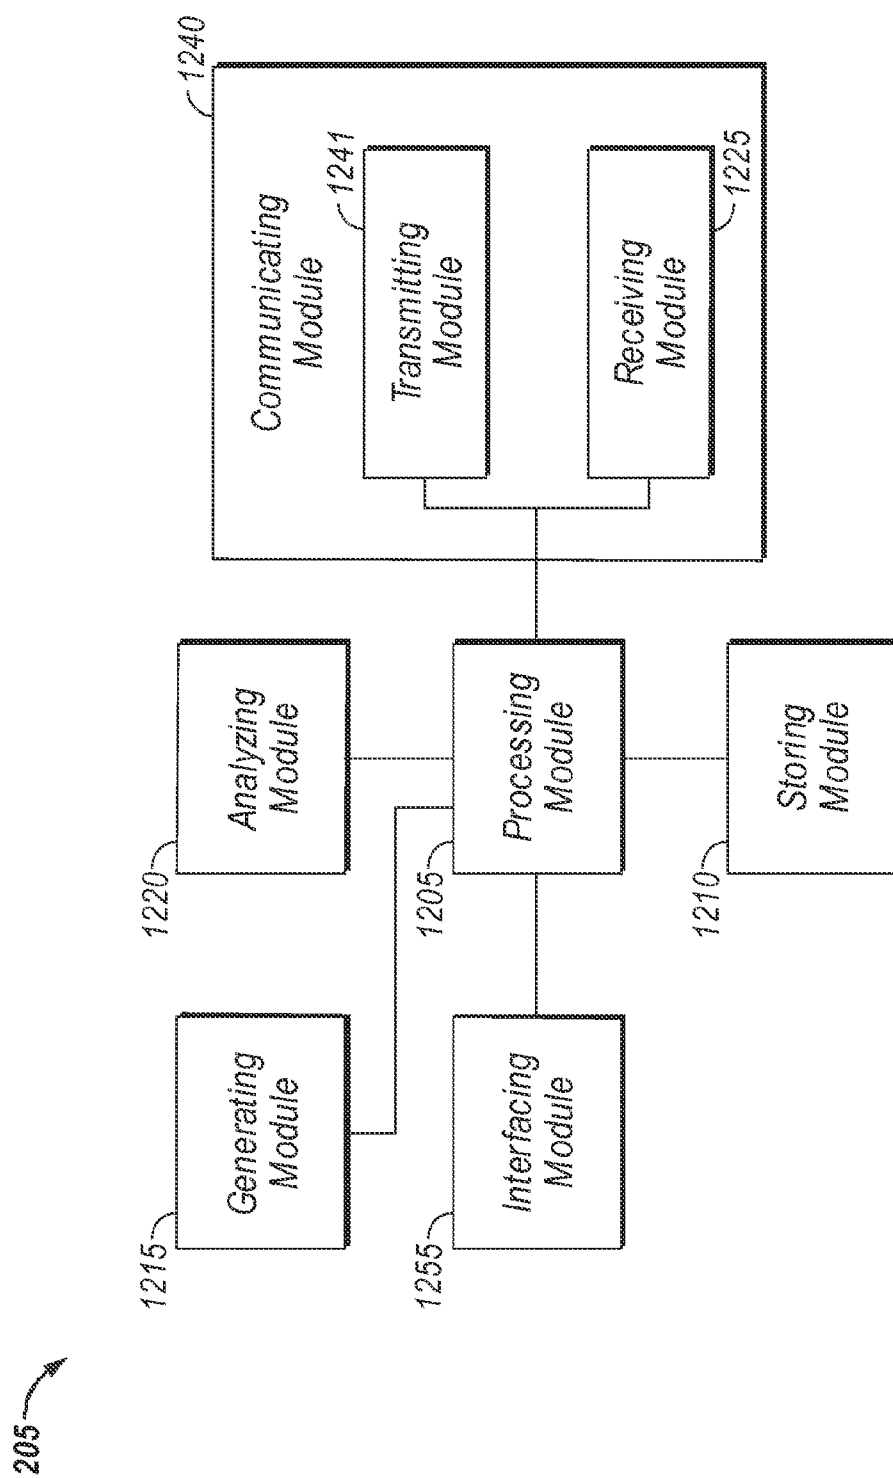 205
1215
Generating
Module
1220
Analyzing
Module
1240
Communicating
Module
1241
Transmitting
Module
1225
Receiving
Module
1255
Interfacing
Module
1205
Processing
Module
1210
Storing
Module